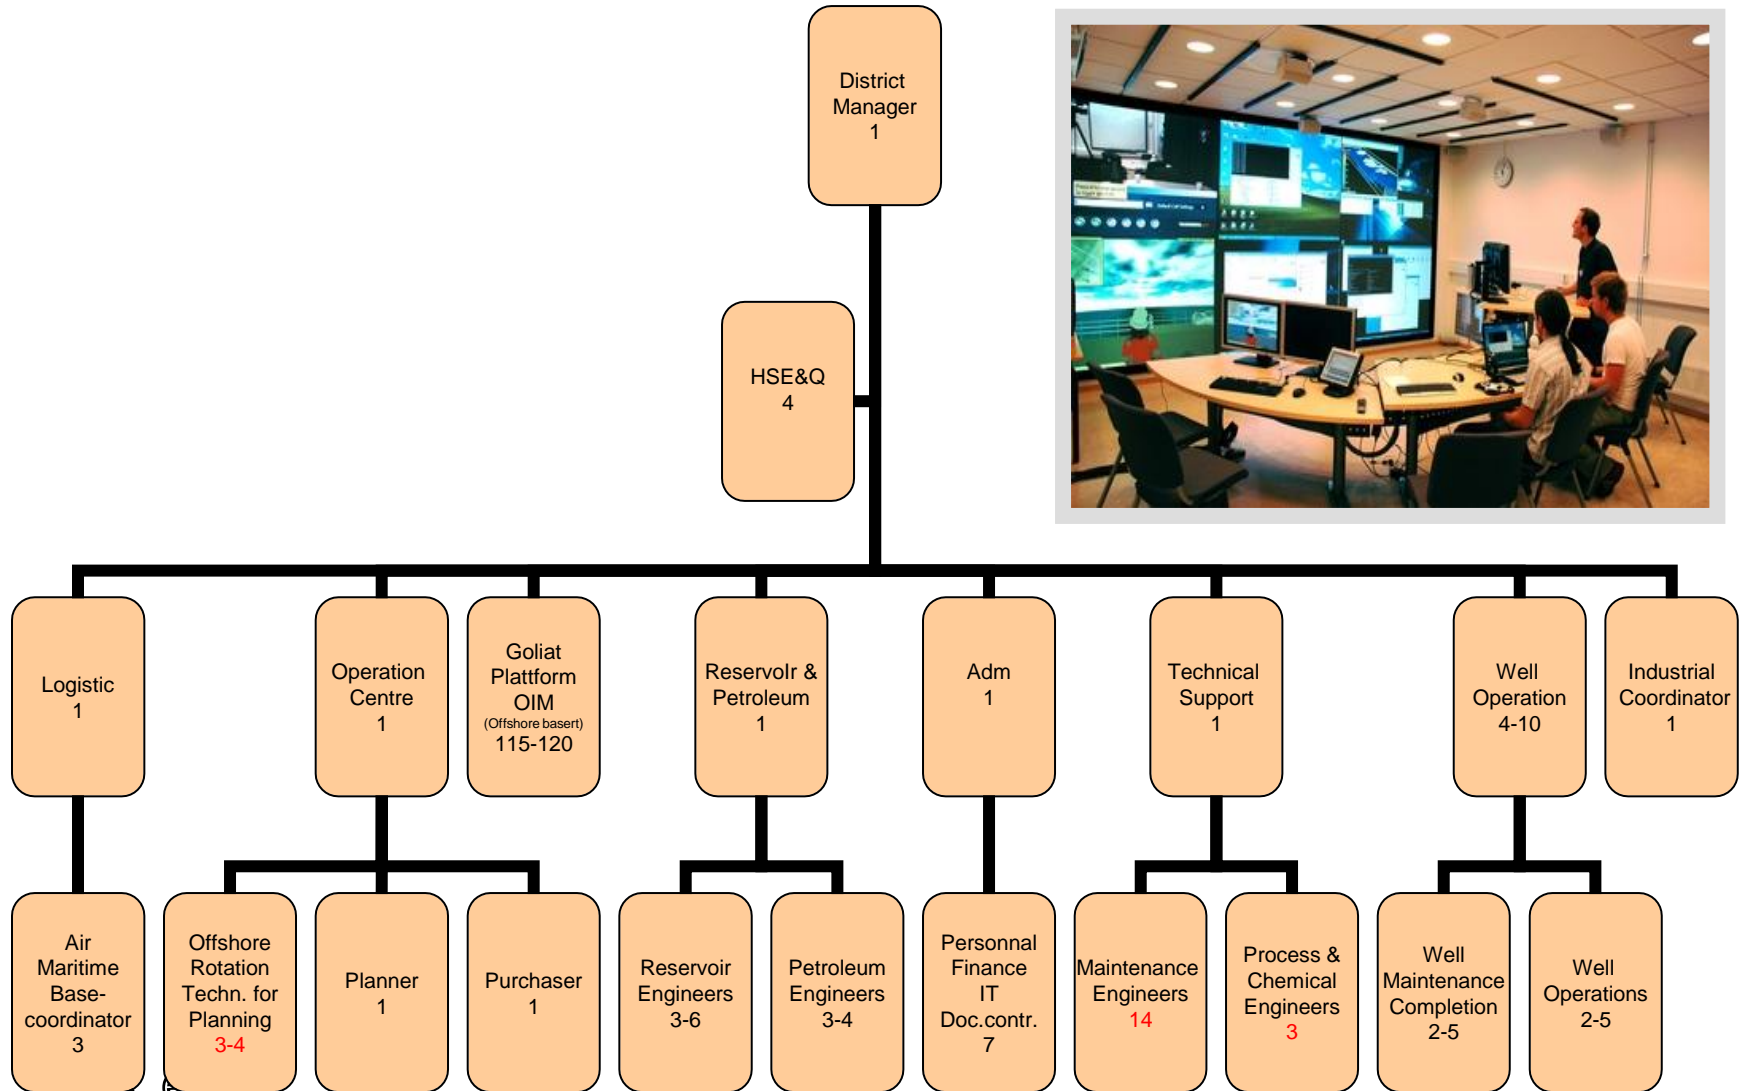 District
Manager
1
HSE&Q
4
Logistic
1
Operation
Centre
1
Goliat
Plattform
OIM
(Offshore basert)
115-120
ReservoIr &
Petroleum
1
Adm
1
Technical
Support
1
Well
Operation
4-10
Industrial
Coordinator
1
Air
Maritime
Base-
coordinator
3
Offshore
Rotation
Techn. for
Planning
3-4
Planner
1
Purchaser
1
Reservoir
Engineers
3-6
Petroleum
Engineers
3-4
Personnal
Finance
IT
Doc.contr.
7
Maintenance
Engineers
14
Process &
Chemical
Engineers
3
Well
Maintenance
Completion
2-5
Well
Operations
2-5